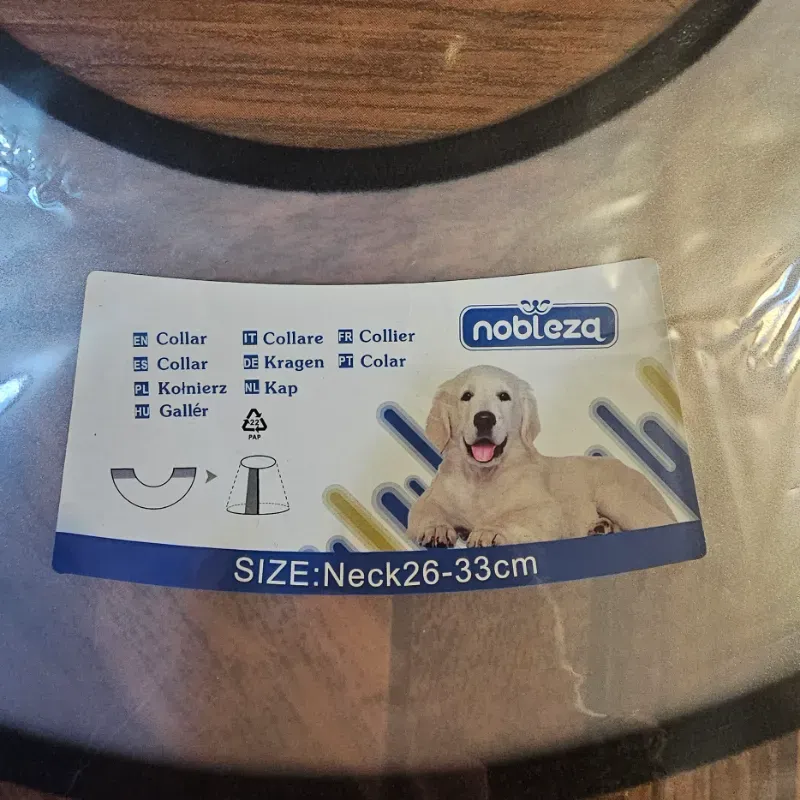 nobleza
EN Collar IT Collare FR Collier
ES Collar DE Kragen PT Colar
PL Kołnierz NL Kap
HU Gallér
22
PAP
SIZE:Neck26-33cm